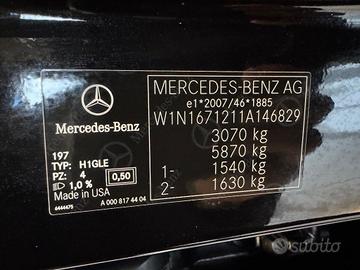 Mercedes-Benz
197
TYP: H1GLE
PZ: 4 0,50
1,0 %
Made in USA
4444475 A 000 817 44 04
MERCEDES-BENZ AG
e1*2007/46*1885
W1N1671211A146829
3070 kg
5870 kg
1- 1540 kg
2- 1630 kg
subito